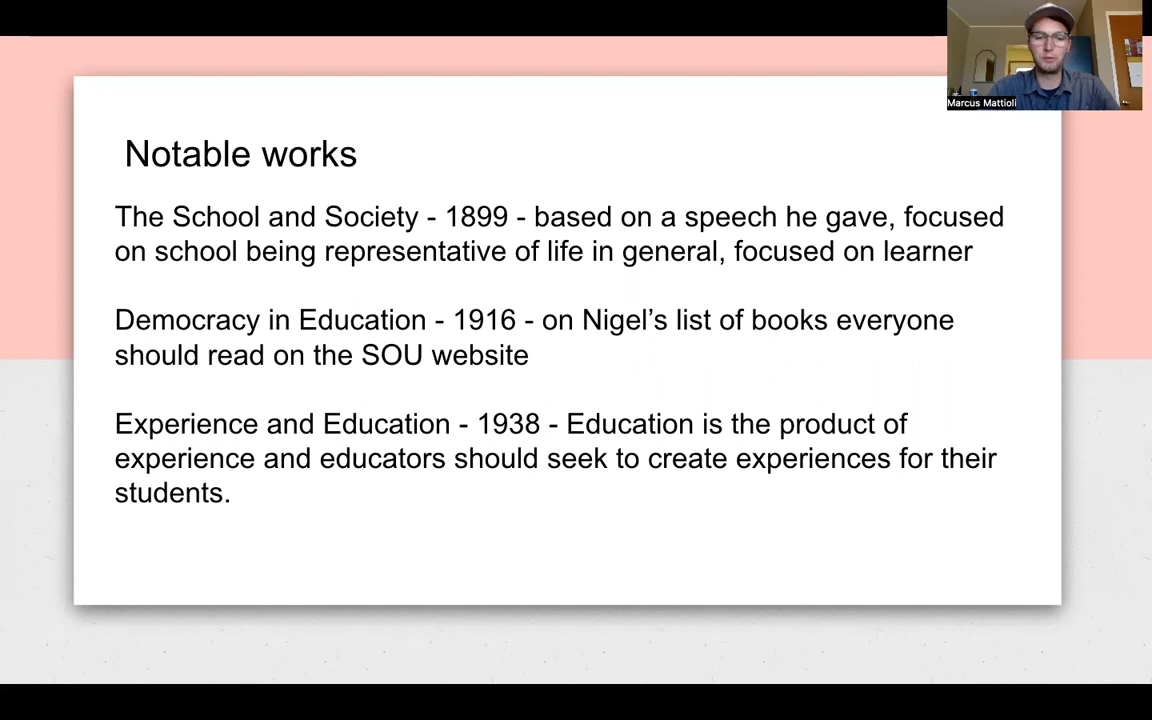 Marcus Mattioli
Notable works
The School and Society - 1899 - based on a speech he gave, focused
on school being representative of life in general, focused on learner
Democracy in Education - 1916 - on Nigel’s list of books everyone
should read on the SOU website
Experience and Education - 1938 - Education is the product of
experience and educators should seek to create experiences for their
students.